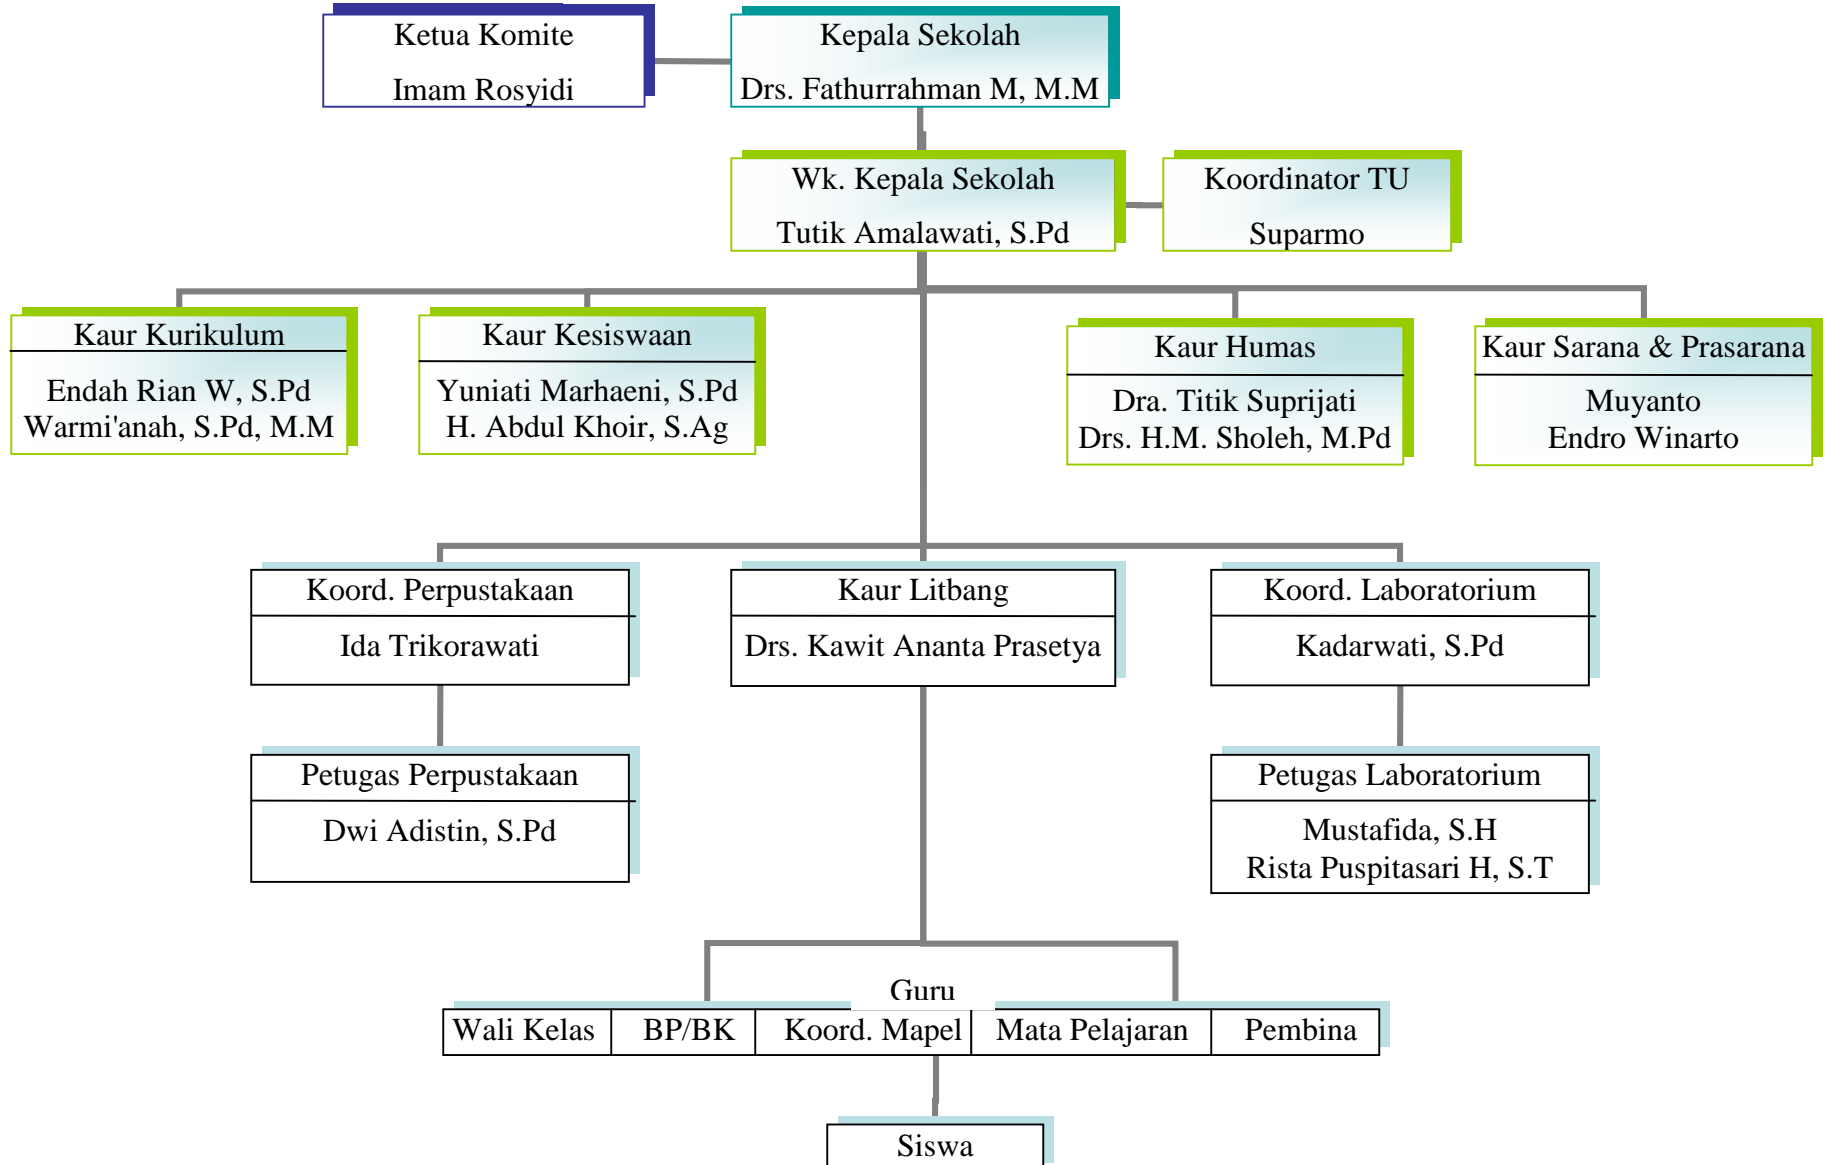 Ketua Komite
Imam Rosyidi
Kepala Sekolah
Drs. Fathurrahman M, M.M
Wk. Kepala Sekolah
Tutik Amalawati, S.Pd
Koordinator TU
Suparmo
Kaur Kurikulum
Endah Rian W, S.Pd
Warmi'anah, S.Pd, M.M
Kaur Kesiswaan
Yuniati Marhaeni, S.Pd
H. Abdul Khoir, S.Ag
Kaur Humas
Dra. Titik Suprijati
Drs. H.M. Sholeh, M.Pd
Kaur Sarana & Prasarana
Muyanto
Endro Winarto
Koord. Perpustakaan
Ida Trikorawati
Kaur Litbang
Drs. Kawit Ananta Prasetya
Koord. Laboratorium
Kadarwati, S.Pd
Petugas Perpustakaan
Dwi Adistin, S.Pd
Petugas Laboratorium
Mustafida, S.H
Rista Puspitasari H, S.T
Guru
Wali Kelas
BP/BK
Koord. Mapel
Mata Pelajaran
Pembina
Siswa